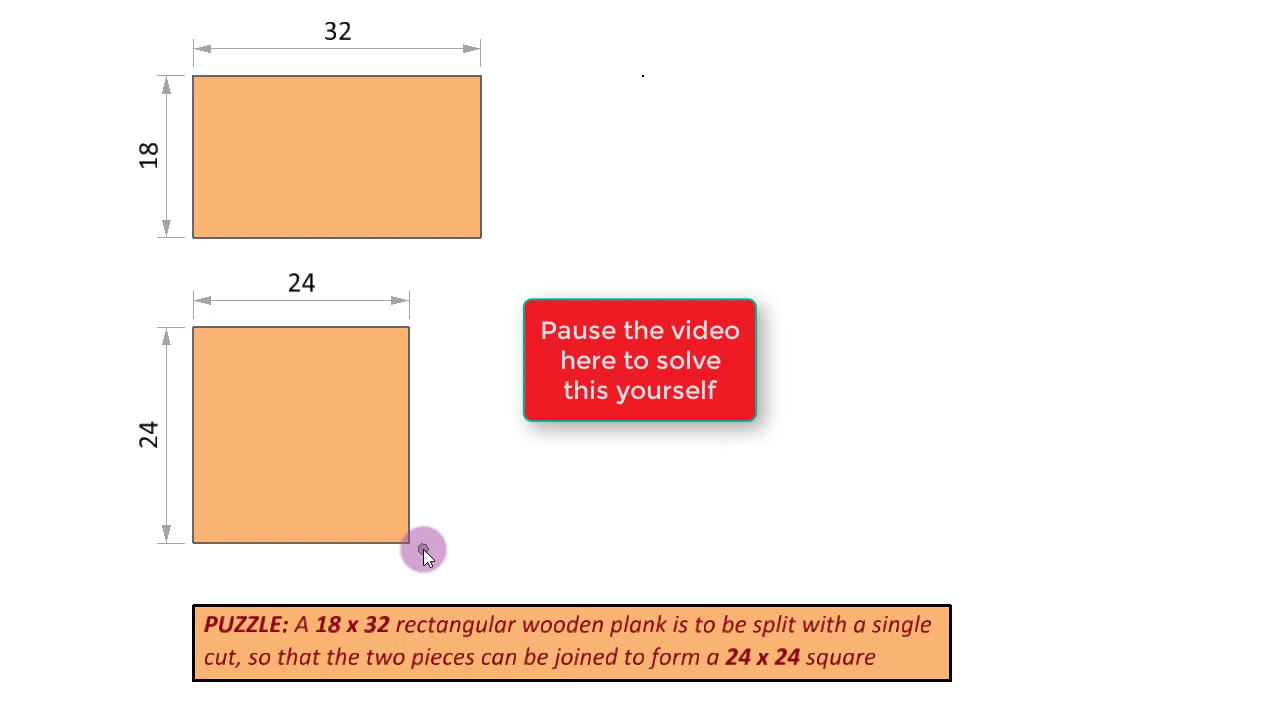 32
18
24
24
Pause the video
here to solve
this yourself
PUZZLE: A 18 x 32 rectangular wooden plank is to be split with a single
cut, so that the two pieces can be joined to form a 24 x 24 square